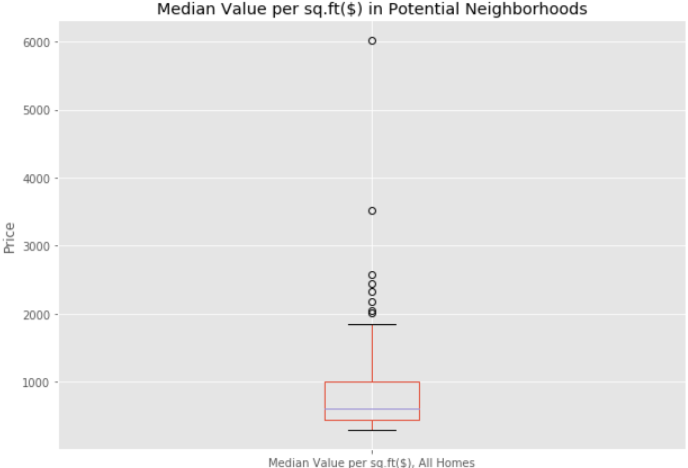 Median Value per sq.ft($) in Potential Neighborhoods
6000
5000
4000
3000
2000
1000
Price
Median Value per sq.ft($), All Homes